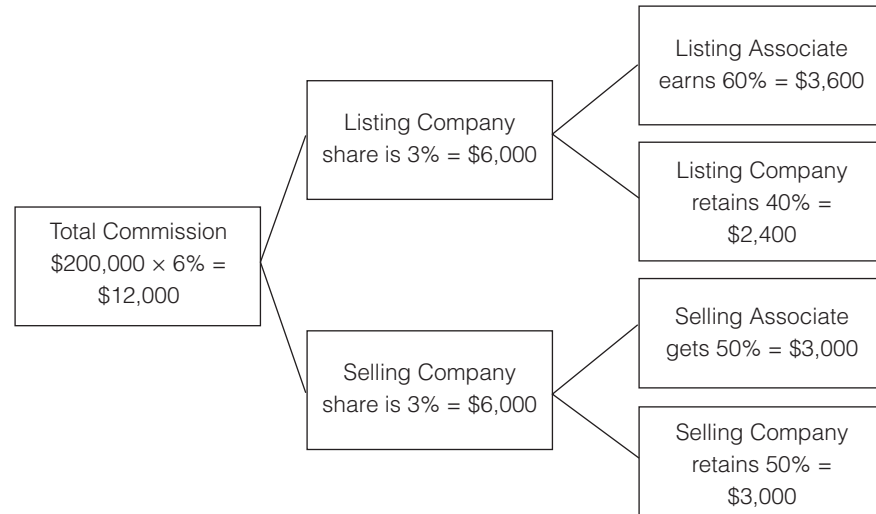 Total Commission
$200,000 × 6% =
$12,000
Listing Company
share is 3% = $6,000
Selling Company
share is 3% = $6,000
Listing Associate
earns 60% = $3,600
Listing Company
retains 40% =
$2,400
Selling Associate
gets 50% = $3,000
Selling Company
retains 50% =
$3,000